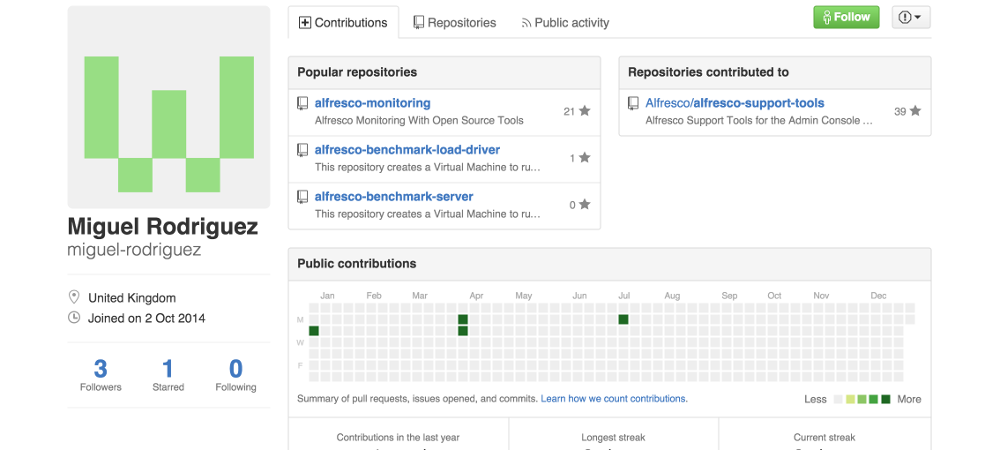 Contributions
Repositories
Public activity
Follow
Popular repositories
alfresco-monitoring
21
Alfresco Monitoring With Open Source Tools
alfresco-benchmark-load-driver
1
This repository creates a Virtual Machine to ru...
alfresco-benchmark-server
0
This repository creates a Virtual Machine to ru...
Repositories contributed to
Alfresco/alfresco-support-tools
39
Alfresco Support Tools for the Admin Console ...
Miguel Rodriguez
miguel-rodriguez
United Kingdom
Joined on 2 Oct 2014
3 1 0
Followers Starred Following
Public contributions
Jan Feb Mar Apr May Jun Jul Aug Sep Oct Nov Dec
M
W
F
Summary of pull requests, issues opened, and commits. Learn how we count contributions.
Less More
Contributions in the last year
Longest streak
Current streak